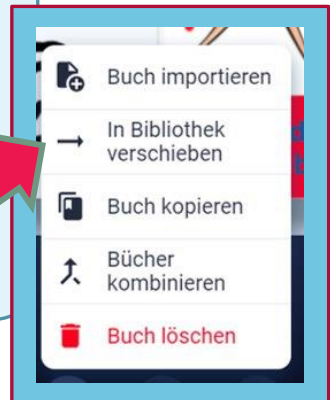 Buch importieren
In Bibliothek
verschieben
Buch kopieren
Bücher
kombinieren
Buch löschen